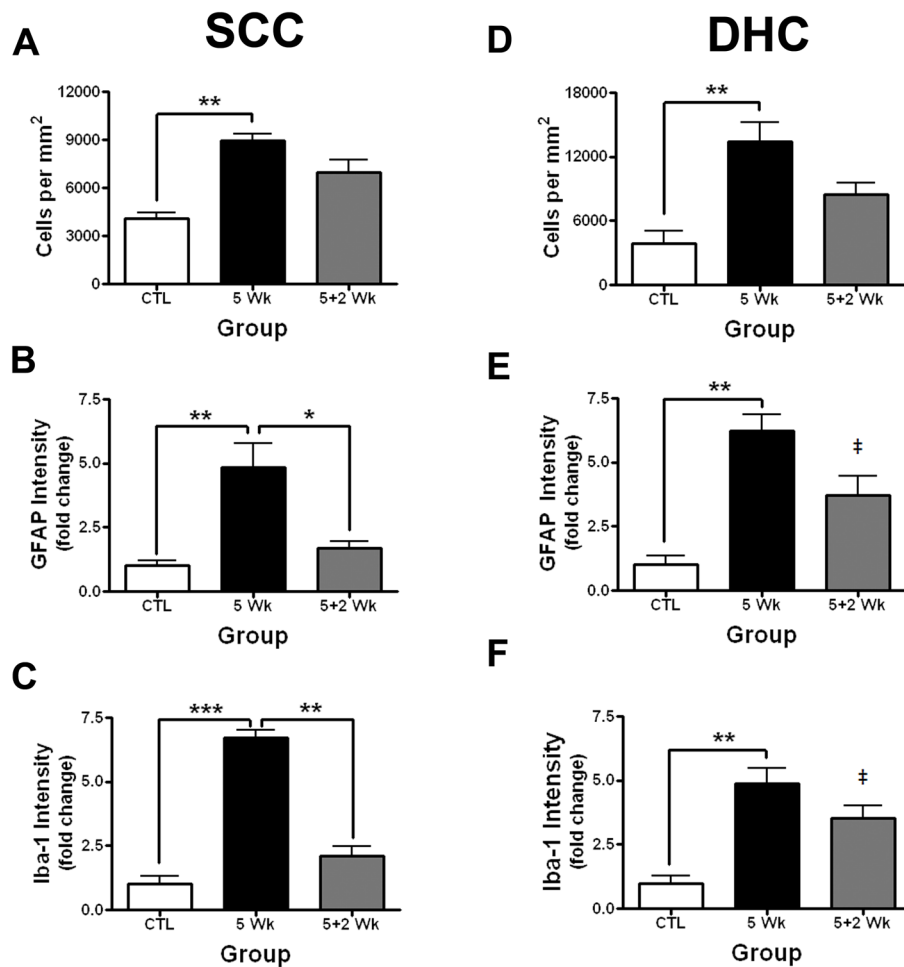 SCC
A
12000
9000
6000
3000
0
Cells per mm²
**
CTL
5 Wk
5+2 Wk
Group
B
7.5
5.0
2.5
0.0
GFAP Intensity
(fold change)
**
*
CTL
5 Wk
5+2 Wk
Group
C
7.5
5.0
2.5
0.0
Iba-1 Intensity
(fold change)
***
**
CTL
5 Wk
5+2 Wk
Group
DHC
D
18000
12000
6000
0
Cells per mm²
**
CTL
5 Wk
5+2 Wk
Group
E
7.5
5.0
2.5
0.0
GFAP Intensity
(fold change)
**
‡
CTL
5 Wk
5+2 Wk
Group
F
7.5
5.0
2.5
0.0
Iba-1 Intensity
(fold change)
**
‡
CTL
5 Wk
5+2 Wk
Group